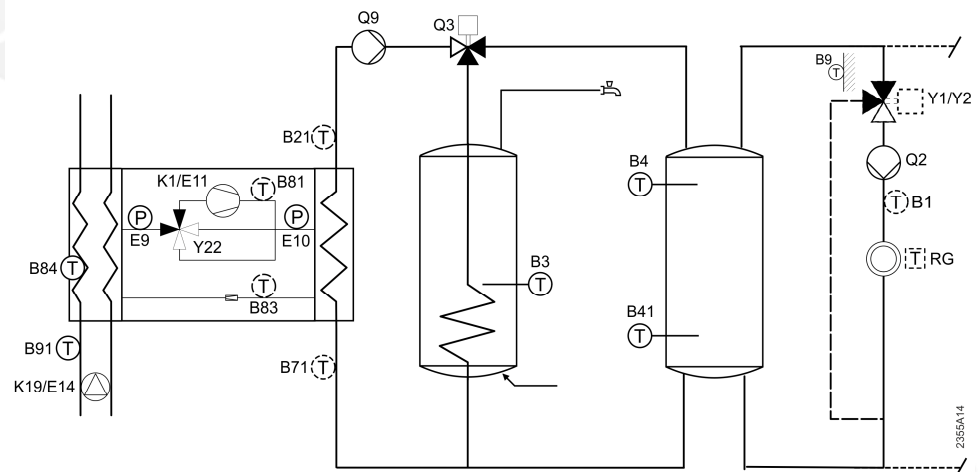 Q9
Q3
B9
T
Y1/Y2
B21
T
Q2
B4
T
K1/E11
T
B81
T
B1
P
P
E9
Y22
E10
T
RG
B84
T
B3
T
T
B83
B41
T
B91
T
B71
T
K19/E14
2355A14